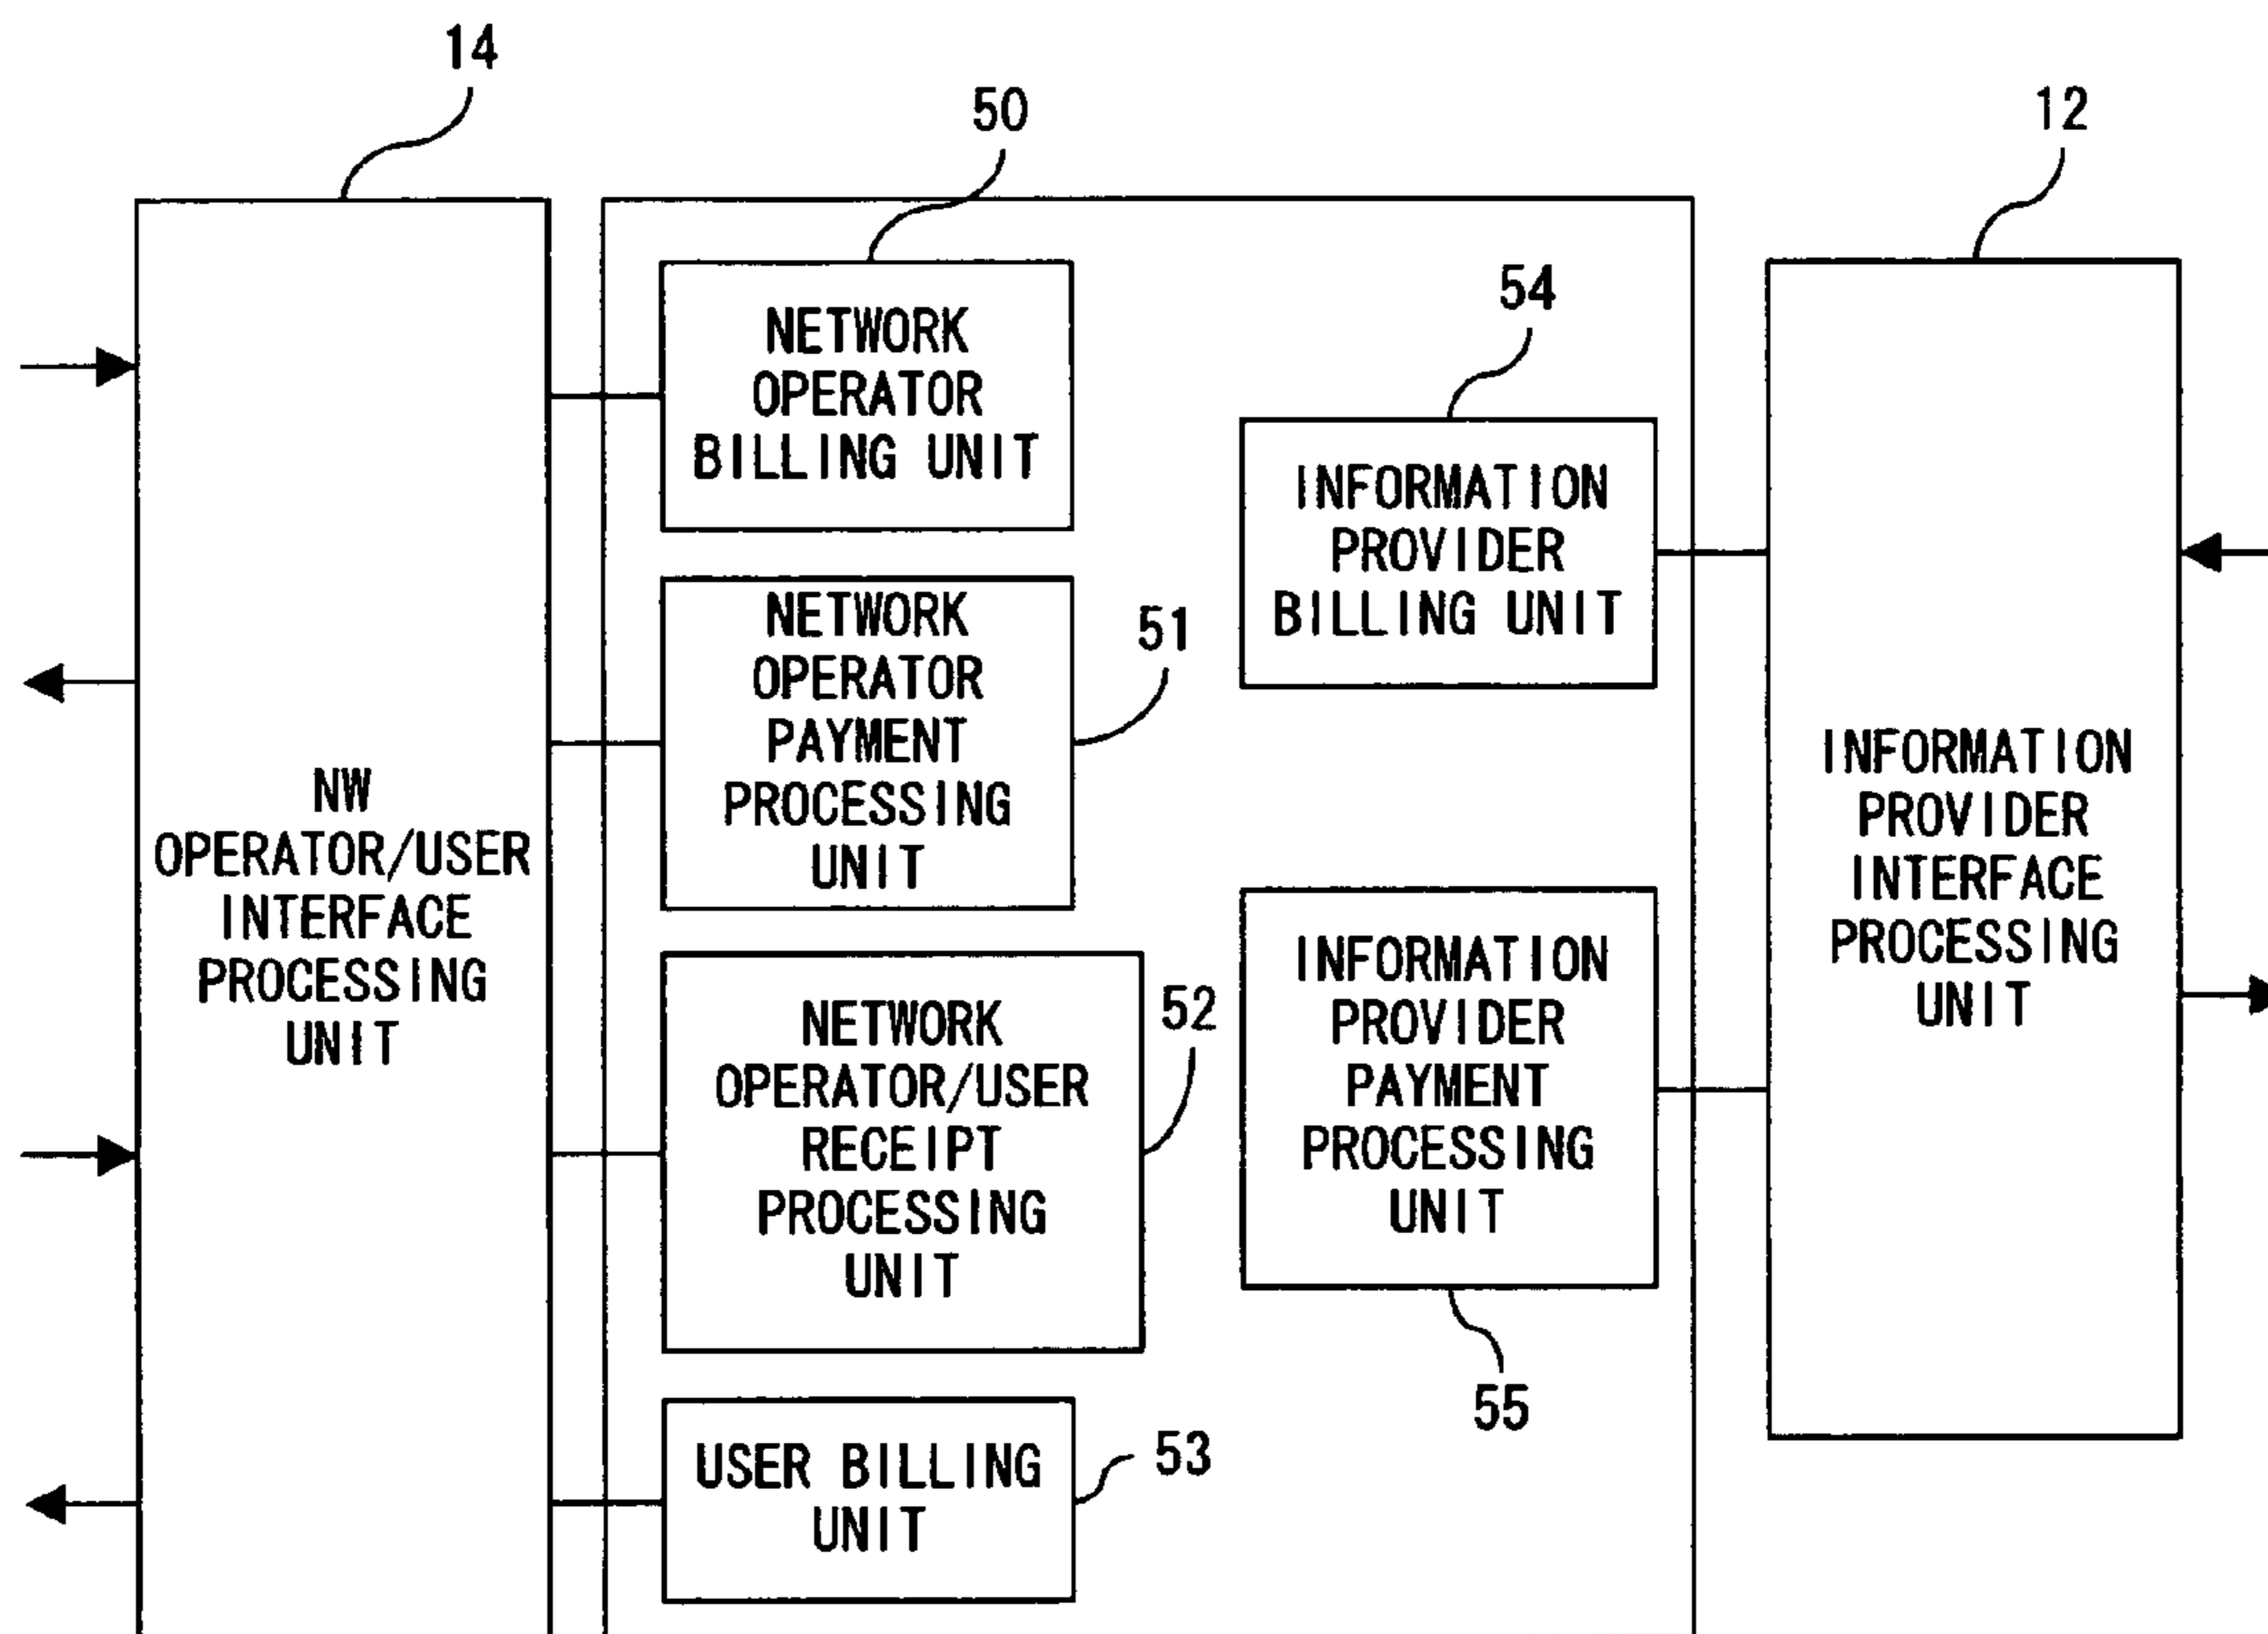 14
50
12
54
NETWORK
OPERATOR
BILLING UNIT
INFORMATION
PROVIDER
BILLING UNIT
51
NETWORK
OPERATOR
PAYMENT
PROCESSING
UNIT
NW
OPERATOR/USER
INTERFACE
PROCESSING
UNIT
INFORMATION
PROVIDER
INTERFACE
PROCESSING
UNIT
52
NETWORK
OPERATOR/USER
RECEIPT
PROCESSING
UNIT
INFORMATION
PROVIDER
PAYMENT
PROCESSING
UNIT
55
53
USER BILLING
UNIT